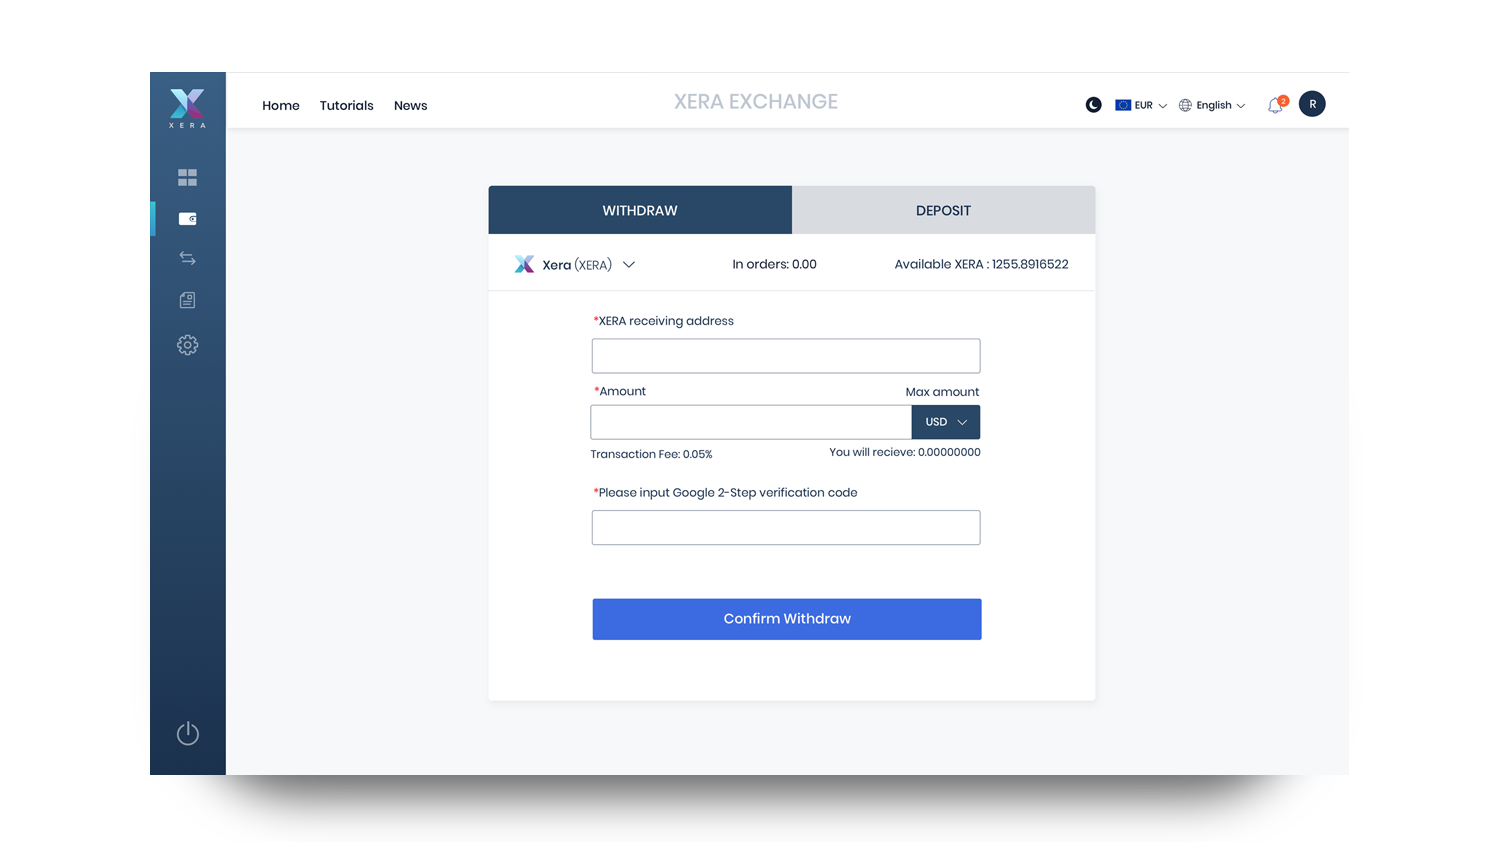 XERA
Home Tutorials News
XERA EXCHANGE
EUR English 2 R
WITHDRAW DEPOSIT
Xera (XERA) In orders: 0.00 Available XERA : 1255.8916522
*XERA receiving address
*Amount Max amount
USD
Transaction Fee: 0.05% You will recieve: 0.00000000
*Please input Google 2-Step verification code
Confirm Withdraw